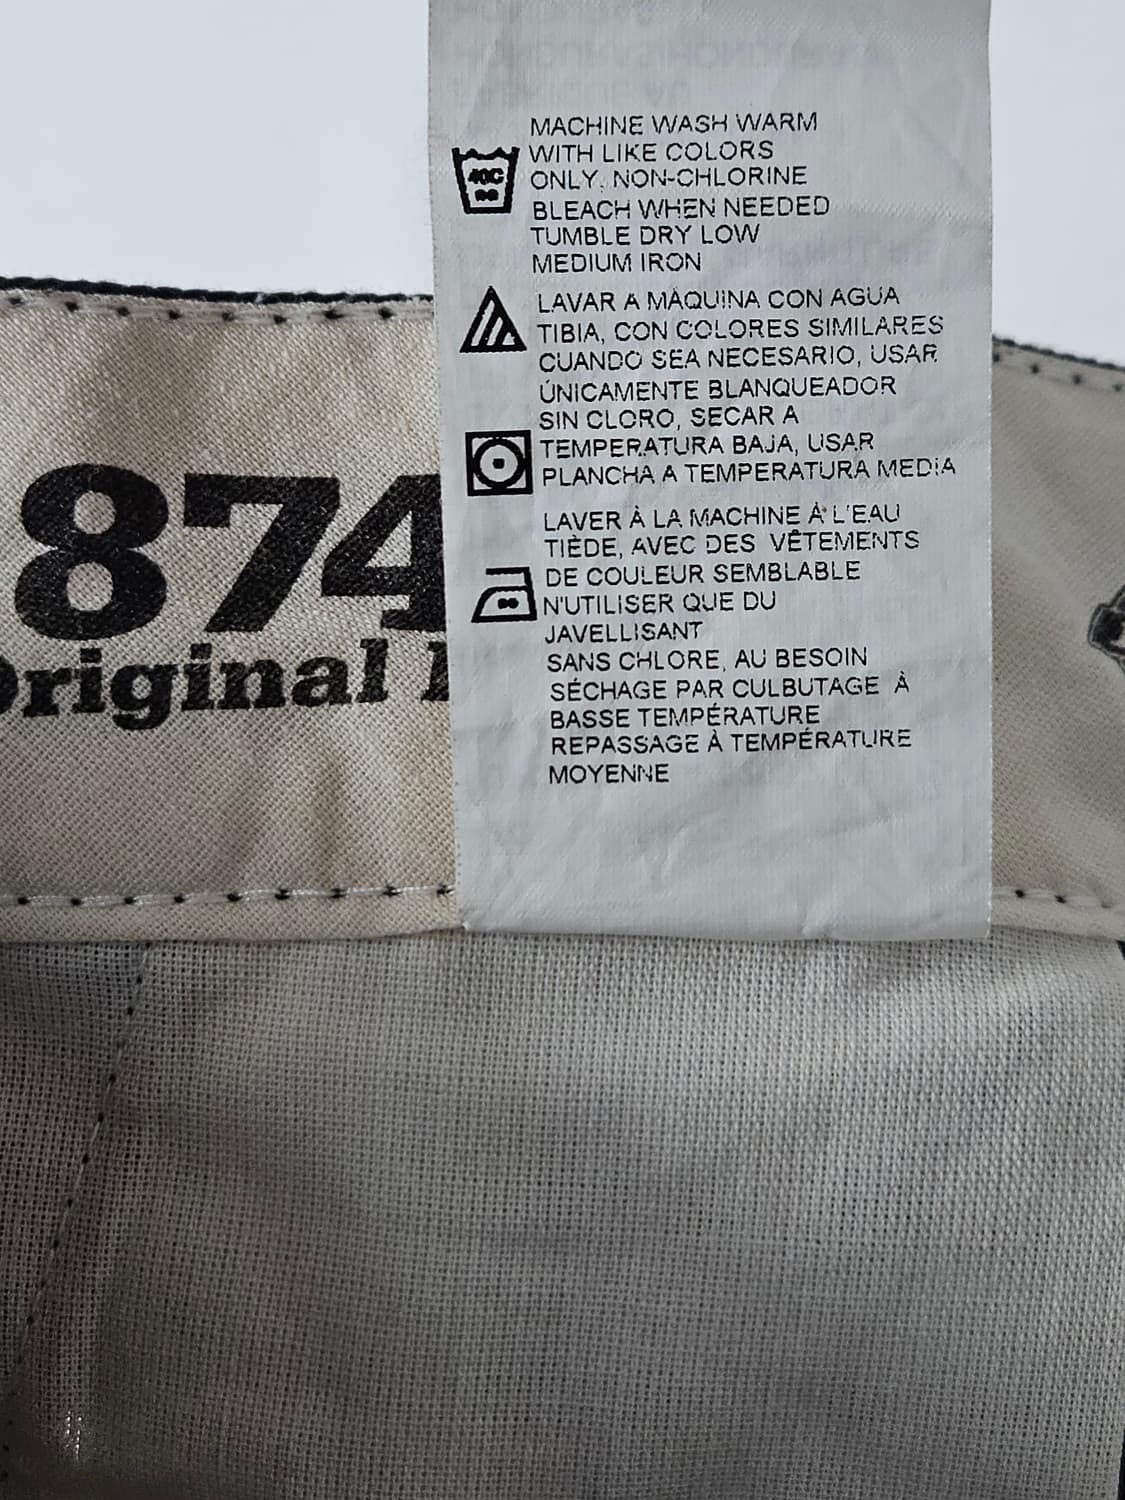 MACHINE WASH WARM
WITH LIKE COLORS
ONLY, NON-CHLORINE
BLEACH WHEN NEEDED
TUMBLE DRY LOW
MEDIUM IRON
40C
LAVAR A MÁQUINA CON AGUA
TIBIA, CON COLORES SIMILARES
CUANDO SEA NECESARIO, USAR
ÚNICAMENTE BLANQUEADOR
SIN CLORO, SECAR A
TEMPERATURA BAJA, USAR
PLANCHA A TEMPERATURA MEDIA
LAVER À LA MACHINE À L'EAU
TIÈDE, AVEC DES VÊTEMENTS
DE COULEUR SEMBLABLE
N'UTILISER QUE DU
JAVELLISANT
SANS CHLORE, AU BESOIN
SÉCHAGE PAR CULBUTAGE À
BASSE TEMPÉRATURE
REPASSAGE À TEMPÉRATURE
MOYENNE
874
Original